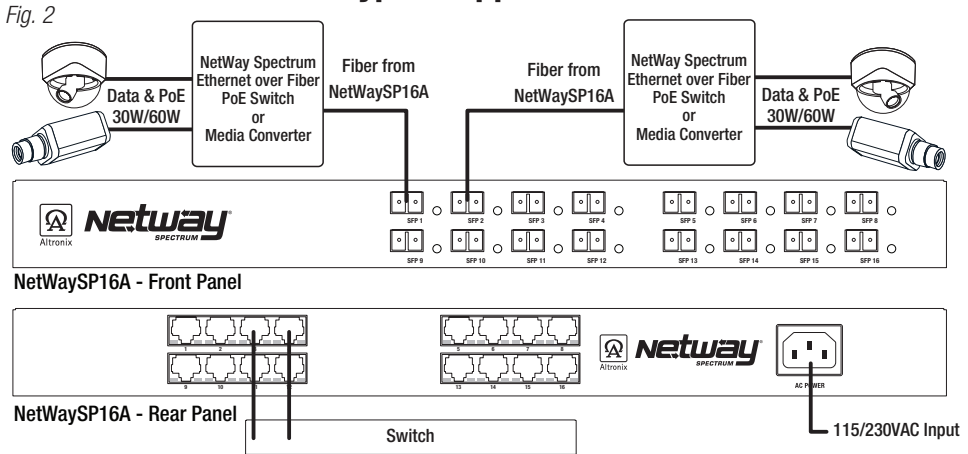 Fig. 2
NetWay Spectrum
Ethernet over Fiber
PoE Switch
or
Media Converter
Data & PoE
30W/60W
Fiber from
NetWaySP16A
Fiber from
NetWaySP16A
NetWay Spectrum
Ethernet over Fiber
PoE Switch
or
Media Converter
Data & PoE
30W/60W
Altronix
Netway
SPECTRUM
SFP 1
SFP 2
SFP 3
SFP 4
SFP 5
SFP 6
SFP 7
SFP 8
SFP 9
SFP 10
SFP 11
SFP 12
SFP 13
SFP 14
SFP 15
SFP 16
NetWaySP16A - Front Panel
1
2
5
6
7
8
9
10
13
14
15
16
Altronix
Netway
SPECTRUM
AC POWER
NetWaySP16A - Rear Panel
Switch
115/230VAC Input